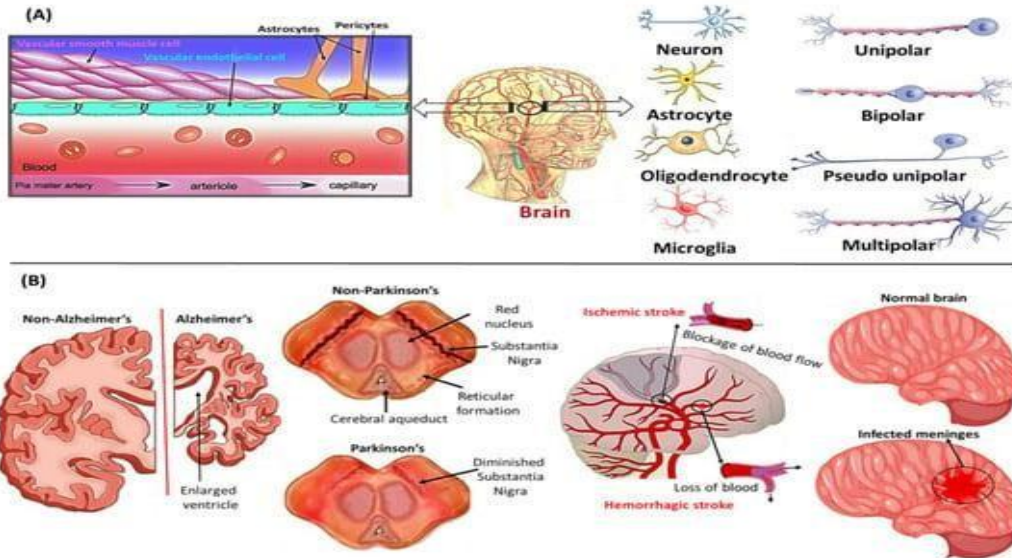 (A)
Vascular smooth muscle cell
Astrocytes
Pericytes
Vascular endothelial cell
Blood
Pia mater artery
arteriole
capillary
Brain
Neuron
Unipolar
Astrocyte
Bipolar
Oligodendrocyte
Pseudo unipolar
Microglia
Multipolar
(B)
Non-Alzheimer's
Alzheimer's
Enlarged
ventricle
Non-Parkinson's
Red
nucleus
Substantia
Nigra
Reticular
formation
Cerebral aqueduct
Parkinson's
Diminished
Substantia
Nigra
Ischemic stroke
Blockage of blood flow
Loss of blood
Hemorrhagic stroke
Normal brain
Infected meninges